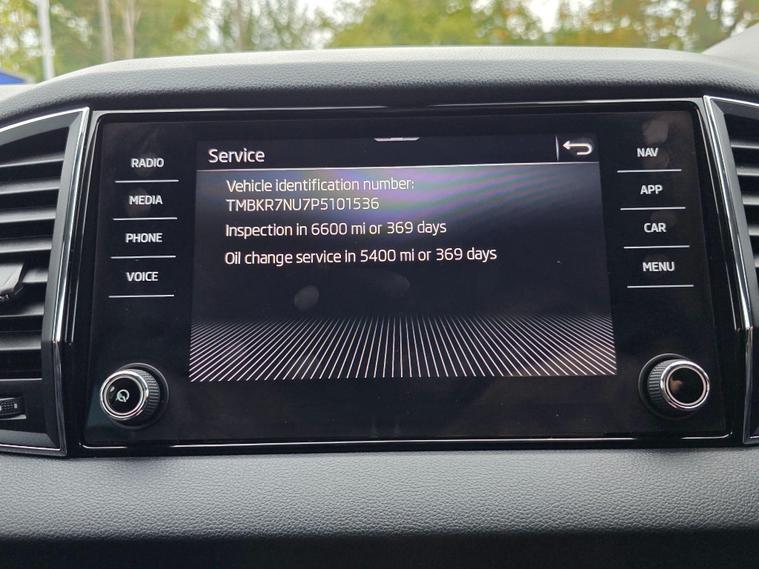 RADIO
MEDIA
PHONE
VOICE
Service
Vehicle identification number:
TMBKR7NU7P5101536
Inspection in 6600 mi or 369 days
Oil change service in 5400 mi or 369 days
NAV
APP
CAR
MENU